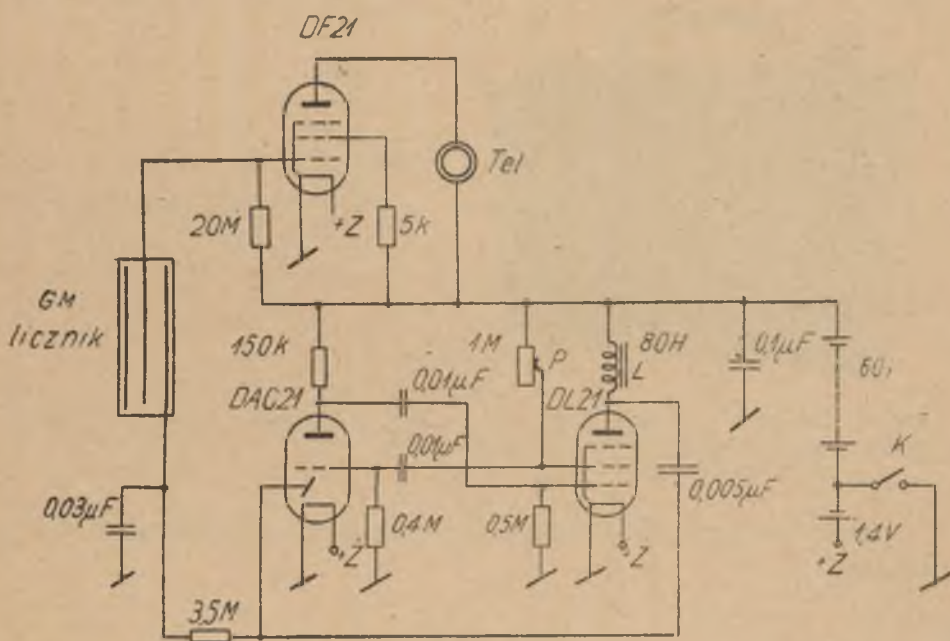 DF21
Tel
20M
+Z
5k
GM
licznik
150k
1M
P
80H
L
0,1µF
DAC21
0,01µF
DL21
0,01µF
K
0,03µF
0,4M
0,5M
0,005µF
1,4V
+Z
Z
+Z
3,5M